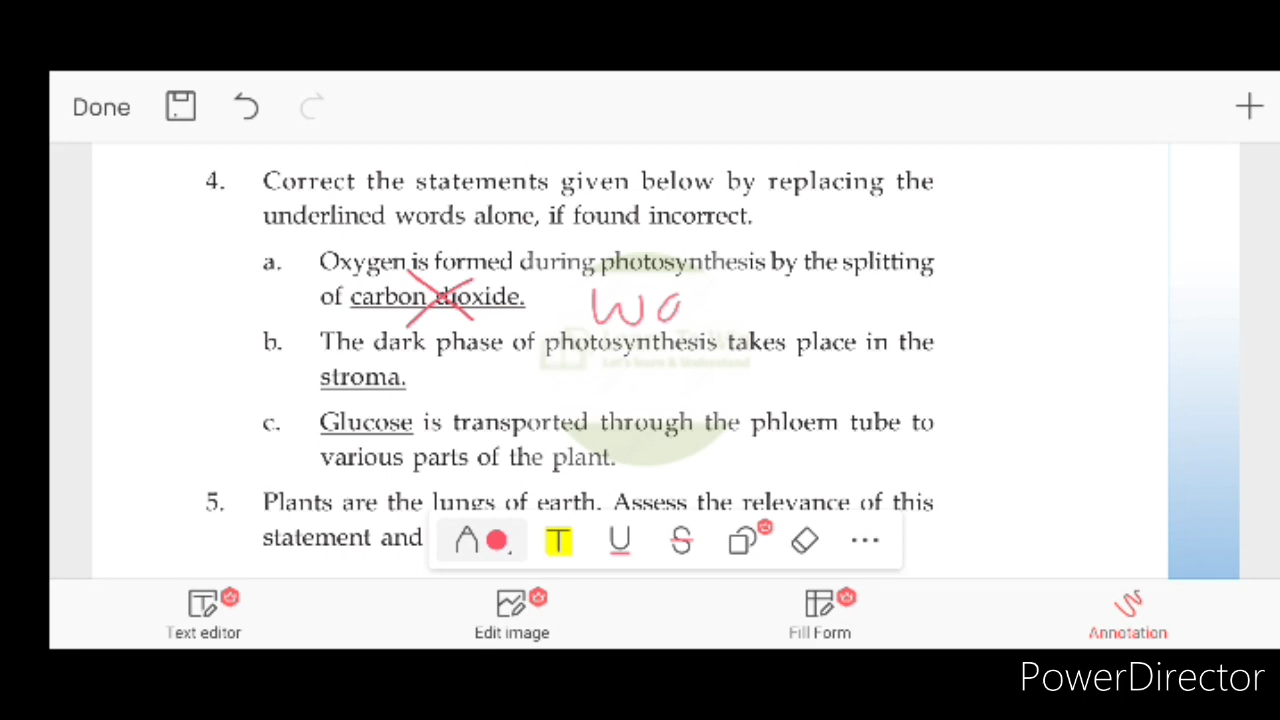 Done
4. Correct the statements given below by replacing the
underlined words alone, if found incorrect.
a. Oxygen is formed during photosynthesis by the splitting
of carbon dioxide. wa
b. The dark phase of photosynthesis takes place in the
stroma.
c. Glucose is transported through the phloem tube to
various parts of the plant.
5. Plants are the lungs of earth. Assess the relevance of this
statement and
T U S
Text editor Edit image Fill Form Annotation
PowerDirector